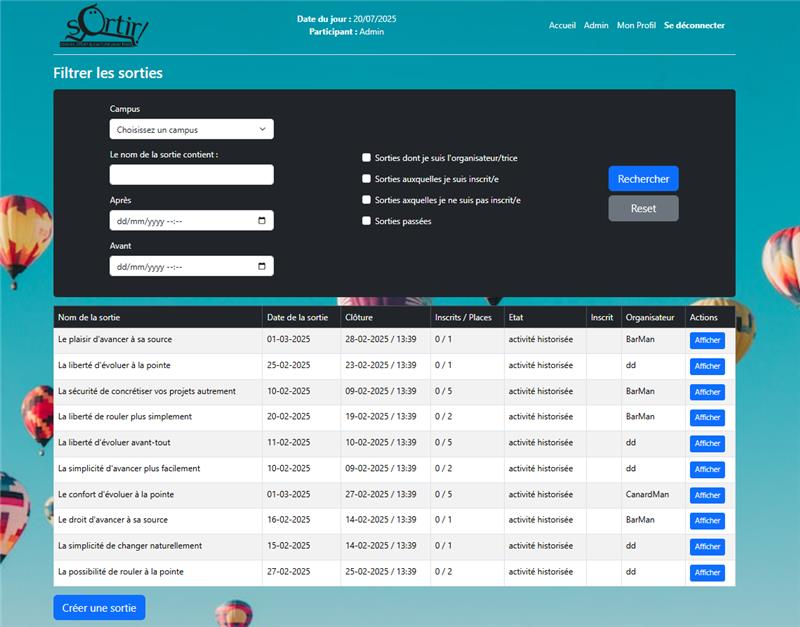 sOrtir!
Date du jour : 20/07/2025
Participant : Admin
Accueil Admin Mon Profil Se déconnecter
Filtrer les sorties
Campus
Choisissez un campus
Le nom de la sortie contient :
Après
dd/mm/yyyy --:--
Avant
dd/mm/yyyy --:--
Sorties dont je suis l'organisateur/trice
Sorties auxquelles je suis inscrit/e
Sorties axquelles je ne suis pas inscrit/e
Sorties passées
Rechercher
Reset
Nom de la sortie Date de la sortie Clôture Inscrits / Places Etat Inscrit Organisateur Actions
Le plaisir d'avancer à sa source 01-03-2025 28-02-2025 / 13:39 0 / 1 activité historisée BarMan Afficher
La liberté d'évoluer à la pointe 25-02-2025 23-02-2025 / 13:39 0 / 1 activité historisée dd Afficher
La sécurité de concrétiser vos projets autrement 10-02-2025 09-02-2025 / 13:39 0 / 5 activité historisée BarMan Afficher
La liberté de rouler plus simplement 20-02-2025 19-02-2025 / 13:39 0 / 2 activité historisée BarMan Afficher
La liberté d'évoluer avant-tout 11-02-2025 10-02-2025 / 13:39 0 / 5 activité historisée dd Afficher
La simplicité d'avancer plus facilement 10-02-2025 09-02-2025 / 13:39 0 / 2 activité historisée dd Afficher
Le confort d'évoluer à la pointe 01-03-2025 27-02-2025 / 13:39 0 / 5 activité historisée CanardMan Afficher
Le droit d'avancer à sa source 16-02-2025 14-02-2025 / 13:39 0 / 1 activité historisée BarMan Afficher
La simplicité de changer naturellement 15-02-2025 14-02-2025 / 13:39 0 / 1 activité historisée dd Afficher
La possibilité de rouler à la pointe 27-02-2025 25-02-2025 / 13:39 0 / 2 activité historisée dd Afficher
Créer une sortie